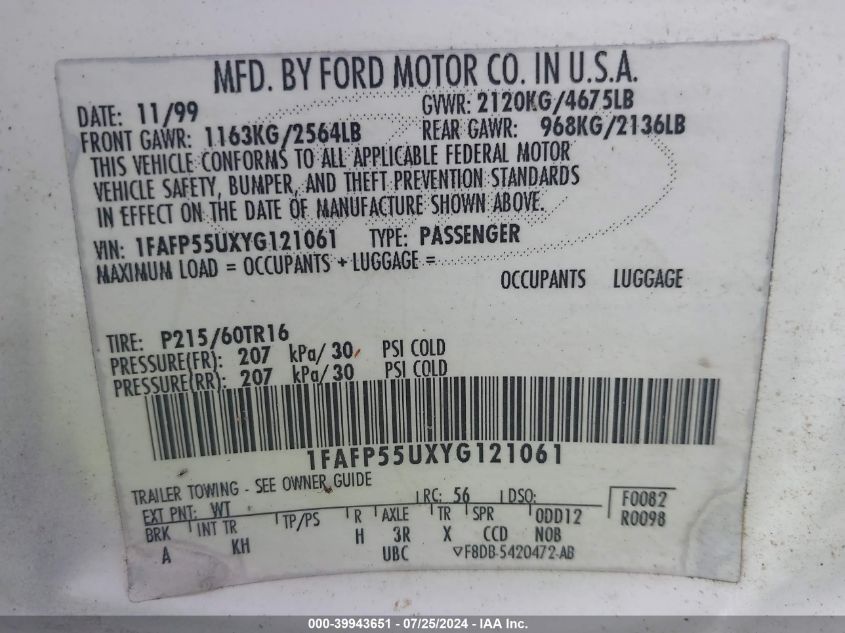 MFD. BY FORD MOTOR CO. IN U.S.A.
DATE: 11/99 GVWR: 2120KG/4675LB
FRONT GAWR: 1163KG/2564LB REAR GAWR: 968KG/2136LB
THIS VEHICLE CONFORMS TO ALL APPLICABLE FEDERAL MOTOR
VEHICLE SAFETY, BUMPER, AND THEFT PREVENTION STANDARDS
IN EFFECT ON THE DATE OF MANUFACTURE SHOWN ABOVE.
VIN: 1FAFP55UXYG121061 TYPE: PASSENGER
MAXIMUM LOAD = OCCUPANTS + LUGGAGE =
OCCUPANTS LUGGAGE
TIRE: P215/60TR16
PRESSURE(FR): 207 kPa/ 30 PSI COLD
PRESSURE(RR): 207 kPa/ 30 PSI COLD
1FAFP55UXYG121061
TRAILER TOWING - SEE OWNER GUIDE
EXT PNT: WT RC: 56 DSO: F0082
BRK INT TR TP/PS R AXLE TR SPR ODD12 R0098
A KH H 3R X CCD NOB
UBC ▽F8DB-5420472-AB
000-39943651 - 07/25/2024 - IAA Inc.